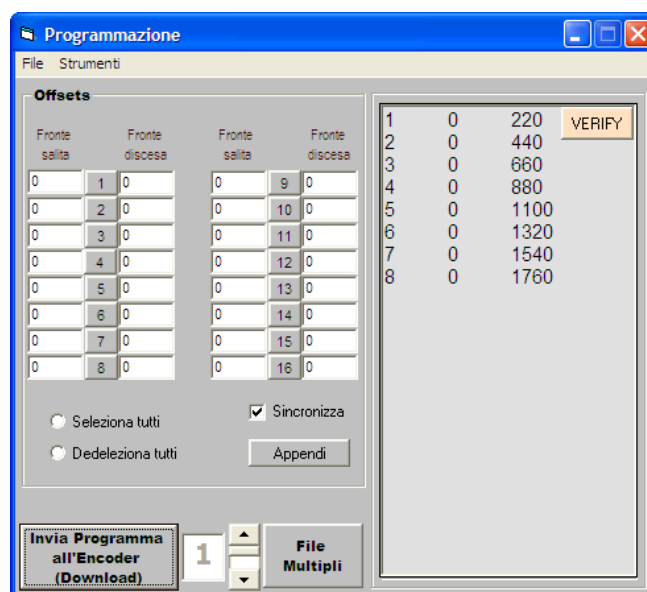 Programmazione
File Strumenti
Offsets
Fronte salita Fronte discesa Fronte salita Fronte discesa
0 1 0 0 9 0
0 2 0 0 10 0
0 3 0 0 11 0
0 4 0 0 12 0
0 5 0 0 13 0
0 6 0 0 14 0
0 7 0 0 15 0
0 8 0 0 16 0
Seleziona tutti
Dedeleziona tutti
Sincronizza
Appendi
1 0 220
2 0 440
3 0 660
4 0 880
5 0 1100
6 0 1320
7 0 1540
8 0 1760
VERIFY
Invia Programma
all'Encoder
(Download)
1
File
Multipli